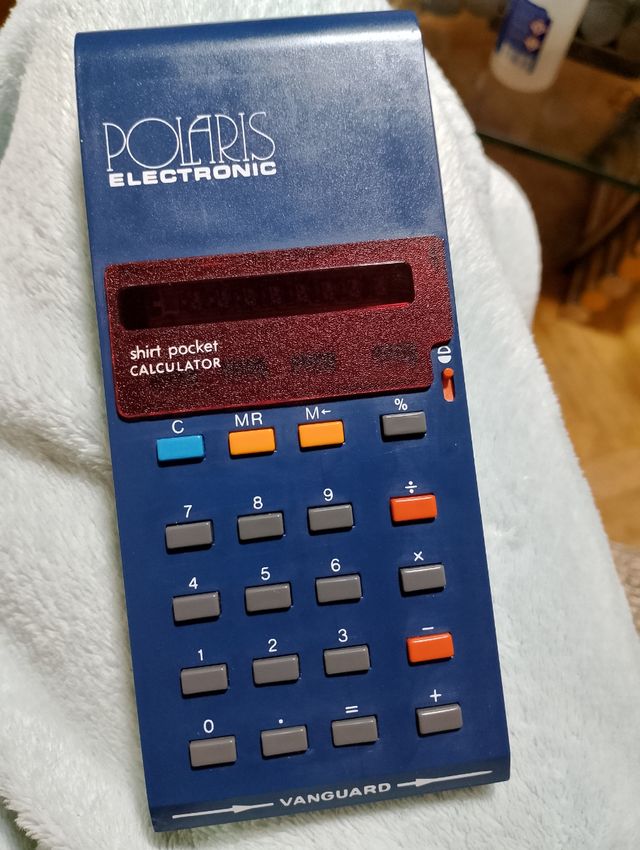 POLARIS
ELECTRONIC
shirt pocket
CALCULATOR
C MR M← %
7 8 9 ÷
4 5 6 ×
1 2 3 −
0 . = +
VANGUARD